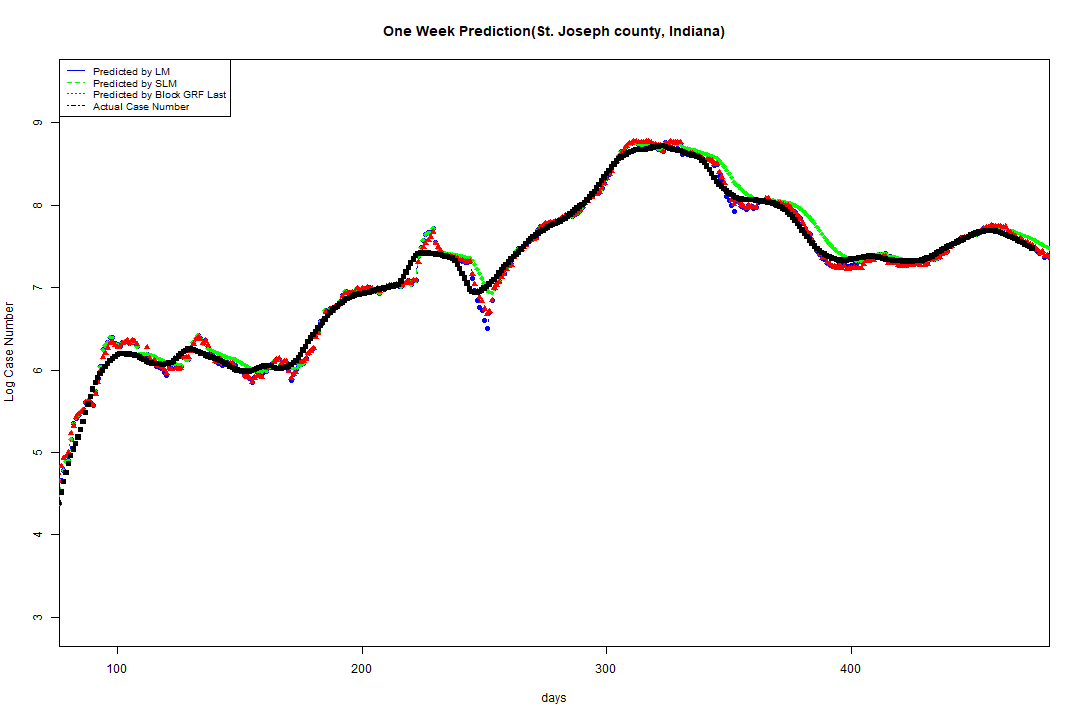 One Week Prediction(St. Joseph county, Indiana)
Predicted by LM
Predicted by SLM
Predicted by Block GRF Last
Actual Case Number
9
8
7
6
5
4
3
Log Case Number
100 200 300 400
days